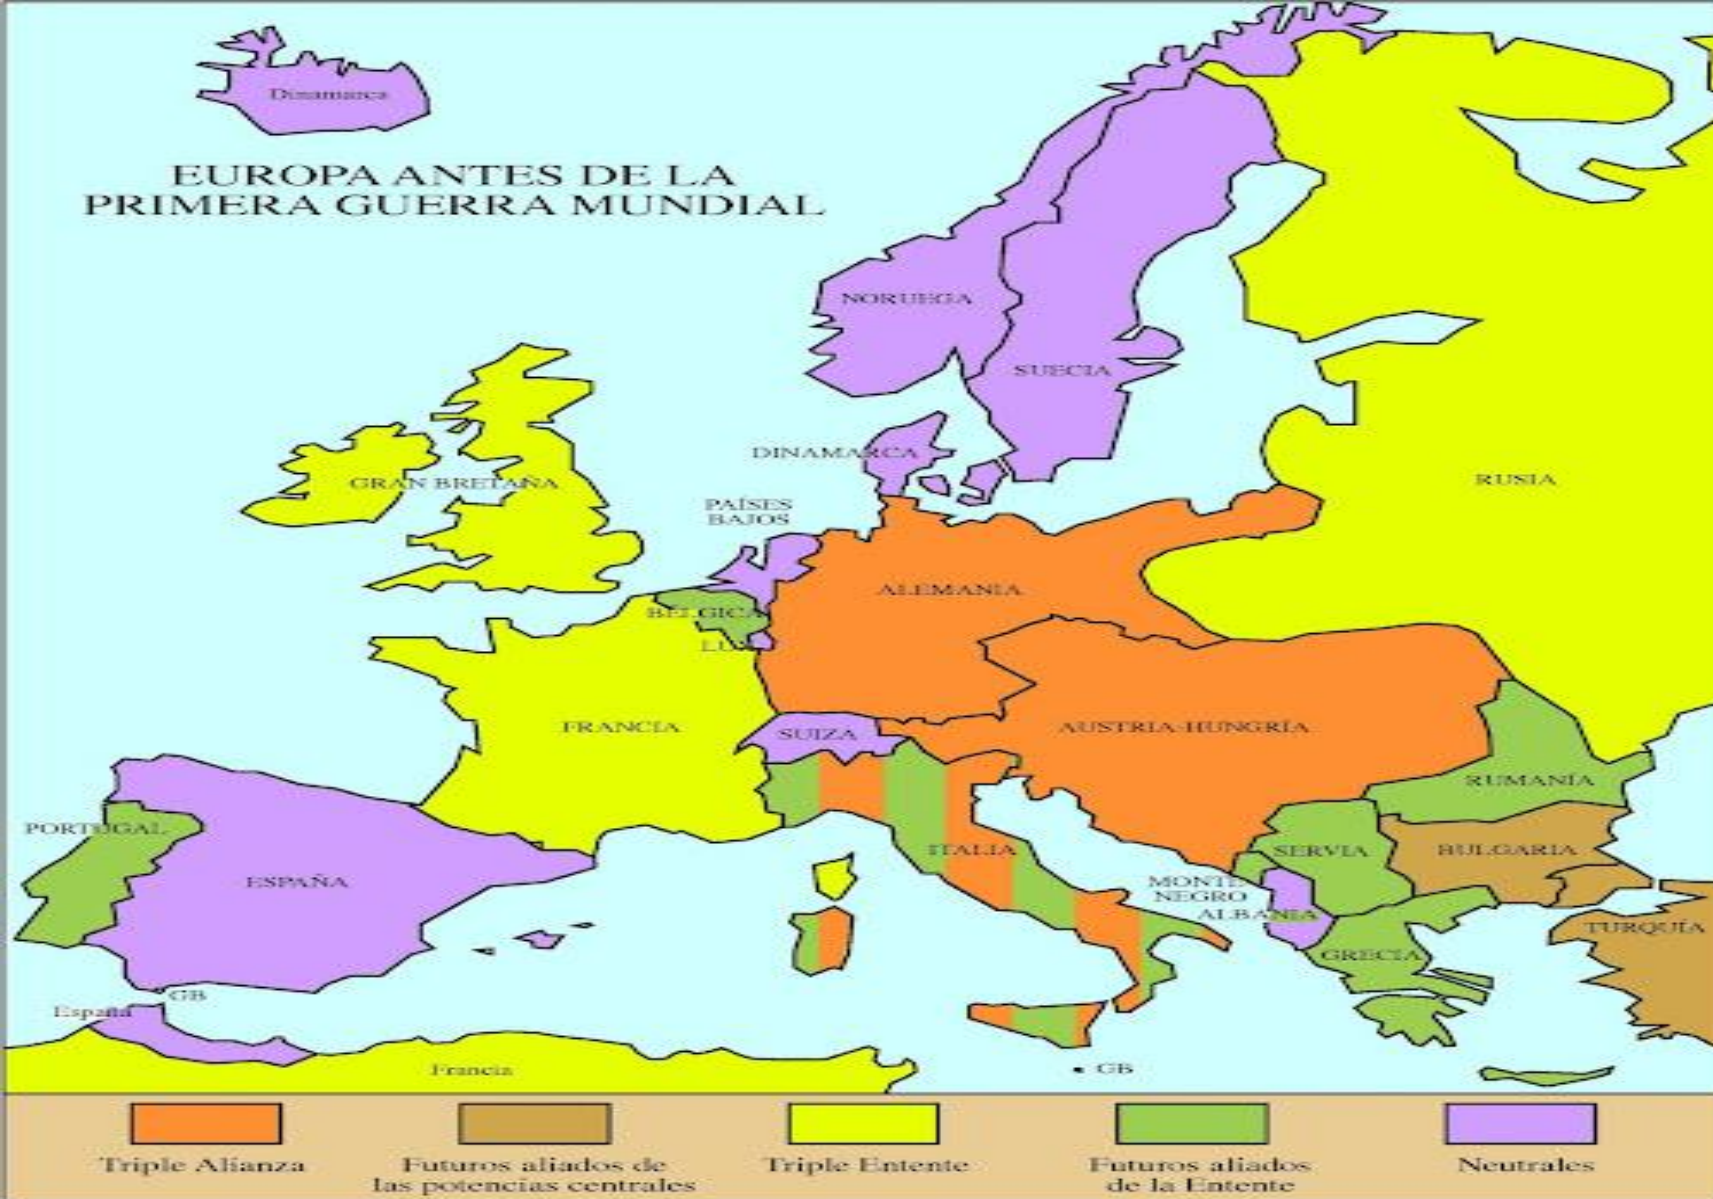 Dinamarca
EUROPA ANTES DE LA
PRIMERA GUERRA MUNDIAL
NORUEGA
SUECIA
DINAMARCA
GRAN BRETAÑA
RUSIA
PAÍSES
BAJOS
ALEMANIA
BÉLGICA
LUX
FRANCIA
SUIZA
AUSTRIA-HUNGRÍA
RUMANÍA
PORTUGAL
ITALIA
SERVIA
BULGARIA
ESPAÑA
MONTE
NEGRO
ALBANIA
TURQUÍA
GRECIA
GB
España
Francia
GB
Triple Alianza
Futuros aliados de
las potencias centrales
Triple Entente
Futuros aliados
de la Entente
Neutrales